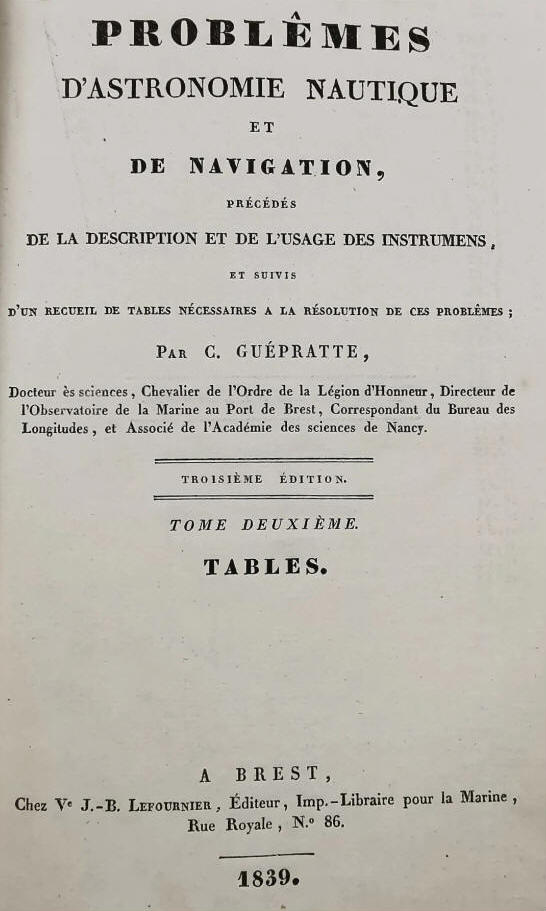 PROBLÊMES
D'ASTRONOMIE NAUTIQUE
ET
DE NAVIGATION,
PRÉCÉDÉS
DE LA DESCRIPTION ET DE L'USAGE DES INSTRUMENS,
ET SUIVIS
D'UN RECUEIL DE TABLES NÉCESSAIRES A LA RÉSOLUTION DE CES PROBLÊMES;
PAR C. GUÉPRATTE,
Docteur ès sciences, Chevalier de l'Ordre de la Légion d'Honneur, Directeur de
l'Observatoire de la Marine au Port de Brest, Correspondant du Bureau des
Longitudes, et Associé de l'Académie des sciences de Nancy.
TROISIÈME ÉDITION.
TOME DEUXIÈME.
TABLES.
A BREST,
Chez Ve J.-B. LEFOURNIER, Éditeur, Imp.-Libraire pour la Marine,
Rue Royale, N.º 86.
1839.